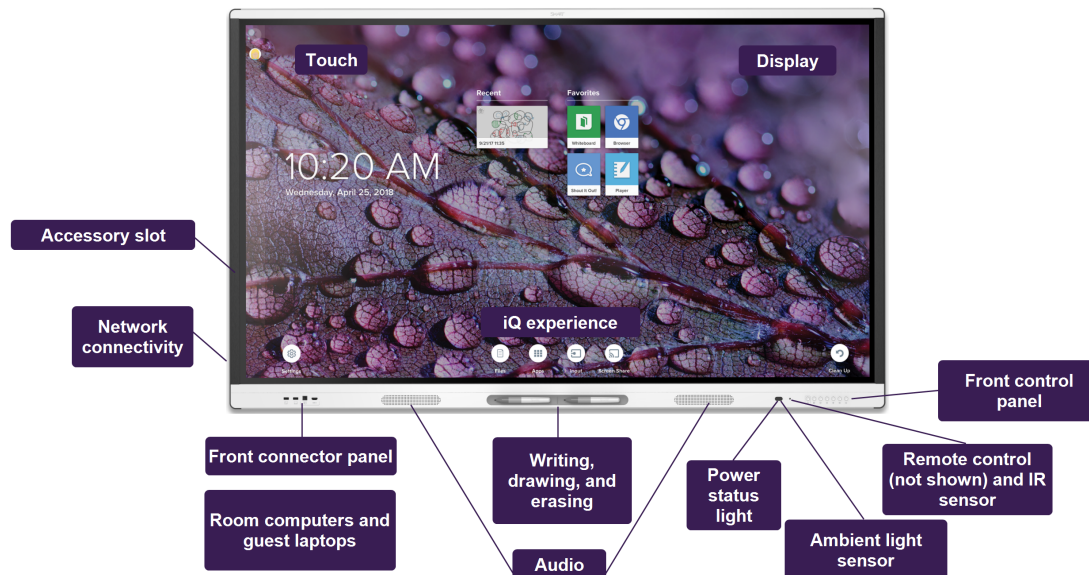 SMART
Touch
Display
Recent
Favorites
9/21/17 11:35
Whiteboard
Browser
Shout It Out!
Player
10:20 AM
Wednesday, April 25, 2018
Accessory slot
Network
connectivity
iQ experience
Settings
Files
Apps
Input
Screen Share
Clean Up
Front control
panel
Front connector panel
Writing,
drawing, and
erasing
Power
status
light
Remote control
(not shown) and IR
sensor
Room computers and
guest laptops
Ambient light
sensor
Audio